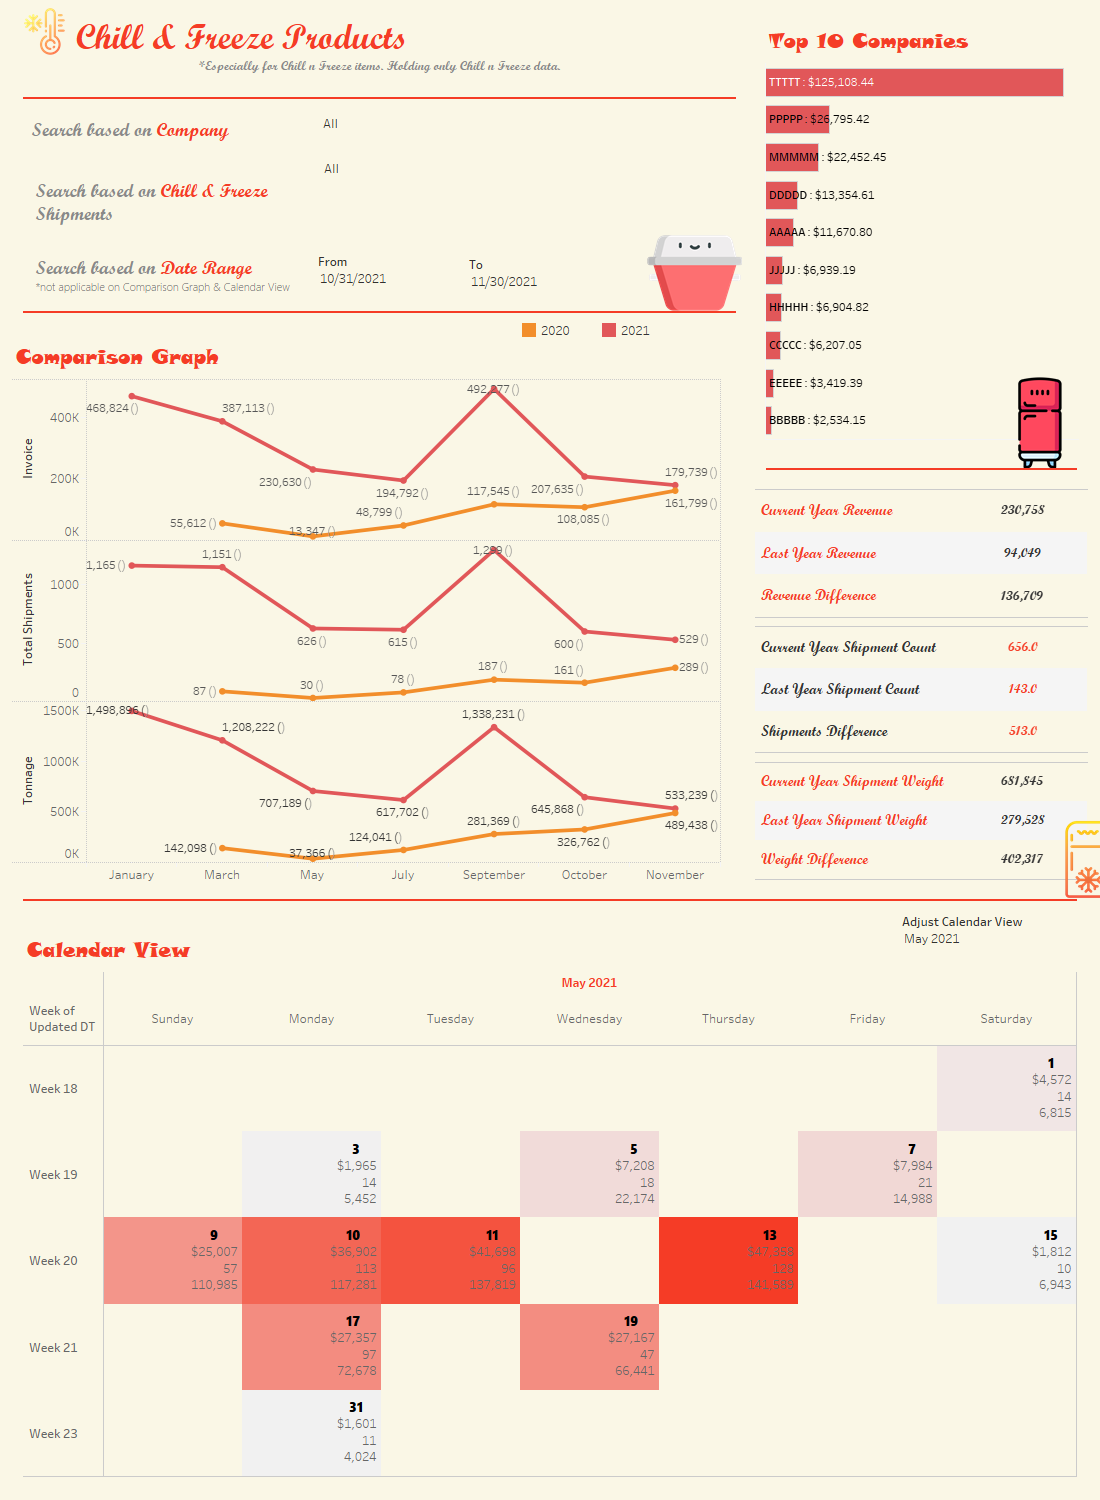 Chill & Freeze Products
*Especially for Chill n Freeze items. Holding only Chill n Freeze data.
Search based on Company
All
Search based on Chill & Freeze
Shipments
All
Search based on Date Range
*not applicable on Comparison Graph & Calendar View
From
10/31/2021
To
11/30/2021
Top 10 Companies
TTTTT : $125,108.44
PPPPP : $26,795.42
MMMMM : $22,452.45
DDDDD : $13,354.61
AAAAA : $11,670.80
JJJJJ : $6,939.19
HHHHH : $6,904.82
CCCCC : $6,207.05
EEEEE : $3,419.39
BBBBB : $2,534.15
2020
2021
Comparison Graph
Invoice
400K
200K
0K
468,824 ()
387,113 ()
230,630 ()
194,792 ()
492,277 ()
207,635 ()
179,739 ()
55,612 ()
13,347 ()
48,799 ()
117,545 ()
108,085 ()
161,799 ()
Total Shipments
1000
500
0
1,165 ()
1,151 ()
626 ()
615 ()
1,299 ()
600 ()
529 ()
87 ()
30 ()
78 ()
187 ()
161 ()
289 ()
Tonnage
1500K
1000K
500K
0K
1,498,896 ()
1,208,222 ()
707,189 ()
617,702 ()
1,338,231 ()
645,868 ()
533,239 ()
142,098 ()
37,366 ()
124,041 ()
281,369 ()
326,762 ()
489,438 ()
January
March
May
July
September
October
November
Current Year Revenue 230,758
Last Year Revenue 94,049
Revenue Difference 136,709
Current Year Shipment Count 656.0
Last Year Shipment Count 143.0
Shipments Difference 513.0
Current Year Shipment Weight 681,845
Last Year Shipment Weight 279,528
Weight Difference 402,317
Adjust Calendar View
May 2021
Calendar View
May 2021
Week of
Updated DT
Sunday
Monday
Tuesday
Wednesday
Thursday
Friday
Saturday
Week 18
1
$4,572
14
6,815
Week 19
3
$1,965
14
5,452
5
$7,208
18
22,174
7
$7,984
21
14,988
Week 20
9
$25,007
57
110,985
10
$36,902
113
117,281
11
$41,698
96
137,819
13
$47,368
128
15
$1,812
10
6,943
Week 21
17
$27,357
97
72,678
19
$27,167
47
66,441
Week 23
31
$1,601
11
4,024